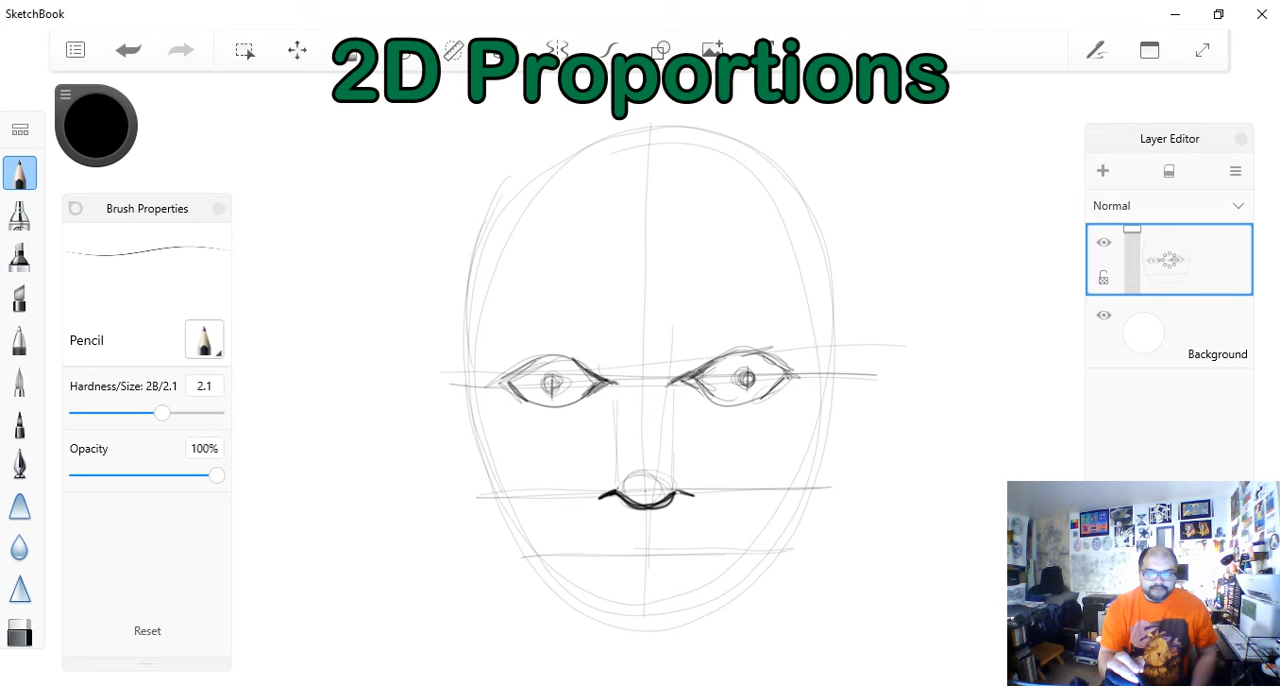 SketchBook
2D Proportions
Layer Editor
Brush Properties
Normal
Pencil
Background
Hardness/Size: 2B/2.1 2.1
Opacity 100%
Reset